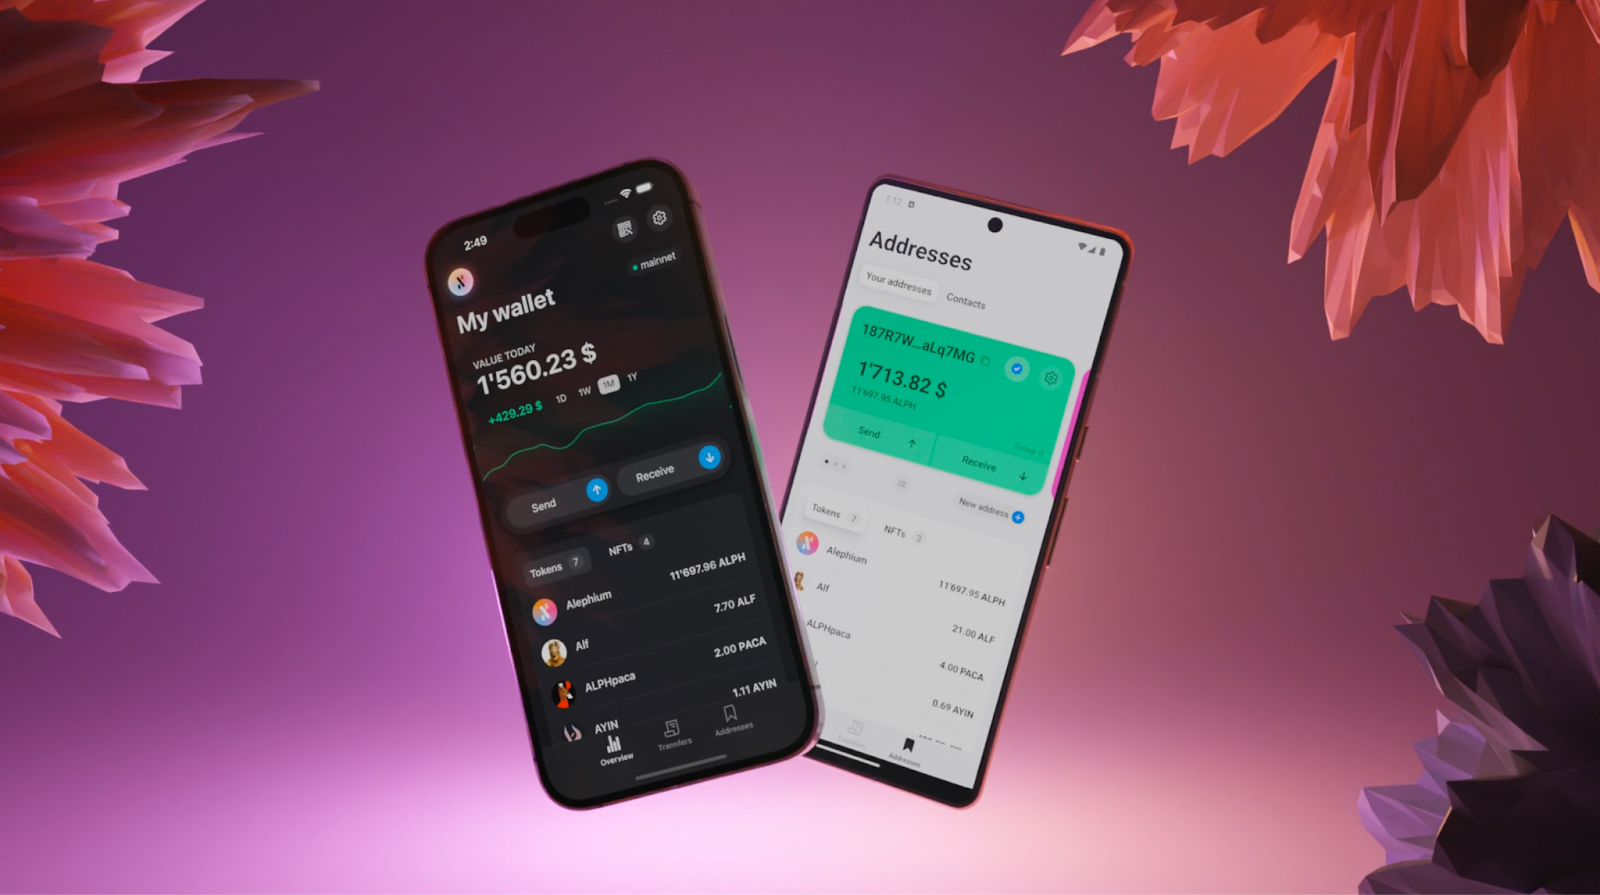 2:49
mainnet
My wallet
VALUE TODAY
1'560.23 $
+429.29 $ 1D 1W 1M 1Y
Send
Receive
Tokens 7
NFTs 4
Alephium 11'697.96 ALPH
Alf 7.70 ALF
ALPHpaca 2.00 PACA
AYIN 1.11 AYIN
Overview
Transfers
Addresses
1:12
Addresses
Your addresses
Contacts
187R7W...aLq7MG
1'713.82 $
11'697.95 ALPH
Group 0
Send
Receive
New address
Tokens 7
NFTs 2
Alephium 11'697.95 ALPH
Alf 21.00 ALF
ALPHpaca 4.00 PACA
0.69 AYIN
Transfers
Addresses